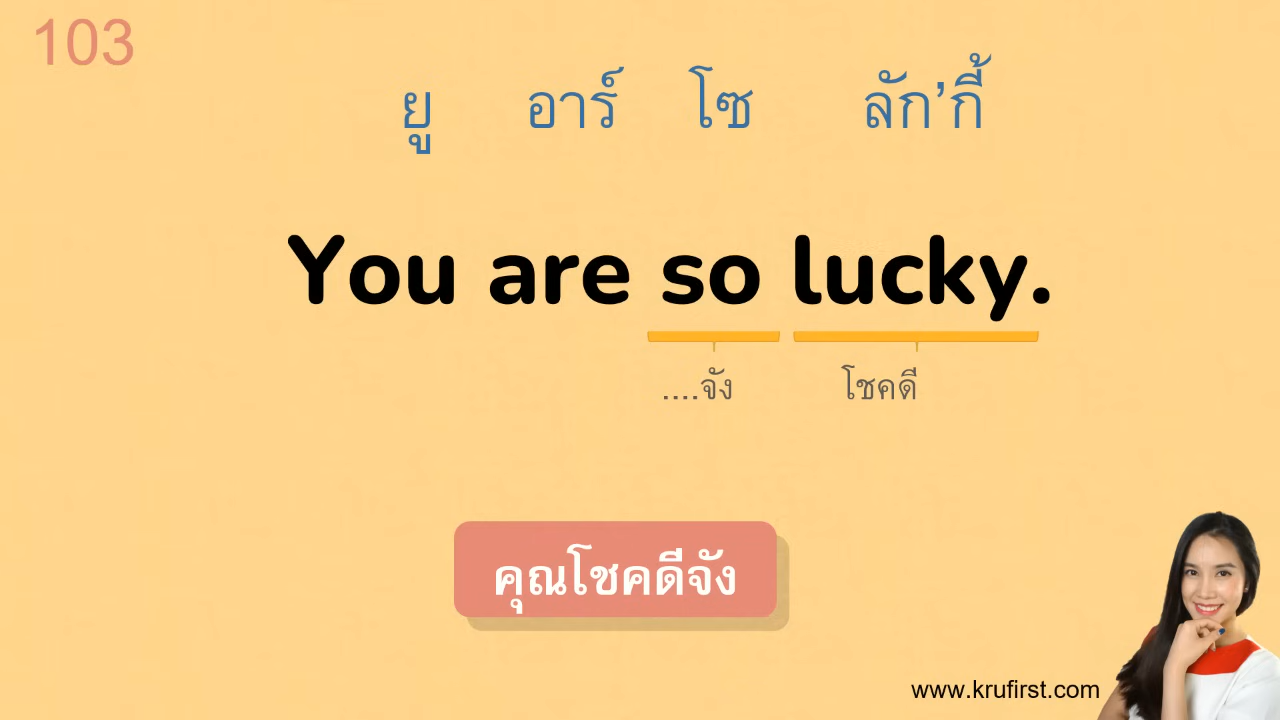 103
ยู อาร์ โซ ลัก’กี้
You are so lucky.
....จัง โชคดี
คุณโชคดีจัง
www.krufirst.com